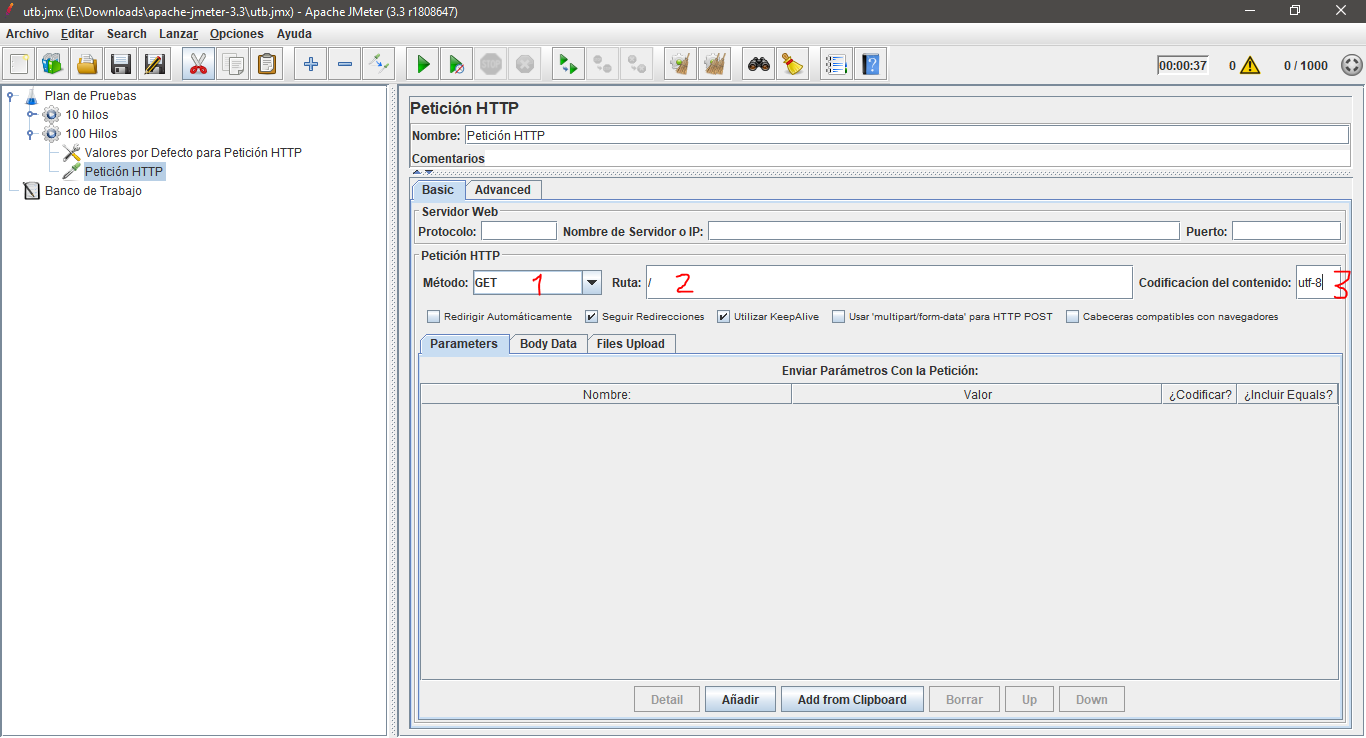 utb.jmx (E:\Downloads\apache-jmeter-3.3\utb.jmx) - Apache JMeter (3.3 r1808647)
Archivo Editar Search Lanzar Opciones Ayuda
STOP 00:00:37 0 0 / 1000
Plan de Pruebas
10 hilos
100 Hilos
Valores por Defecto para Petición HTTP
Petición HTTP
Banco de Trabajo
Petición HTTP
Nombre: Petición HTTP
Comentarios
Basic Advanced
Servidor Web
Protocolo: Nombre de Servidor o IP: Puerto:
Petición HTTP
Método: GET 1 Ruta: / 2 Codificacion del contenido: utf-8 3
Redirigir Automáticamente Seguir Redirecciones Utilizar KeepAlive Usar 'multipart/form-data' para HTTP POST Cabeceras compatibles con navegadores
Parameters Body Data Files Upload
Enviar Parámetros Con la Petición:
Nombre: Valor ¿Codificar? ¿Incluir Equals?
Detail Añadir Add from Clipboard Borrar Up Down